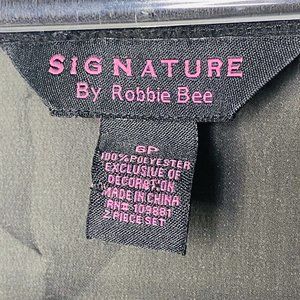 SIGNATURE
By Robbie Bee
6P
100% POLYESTER
EXCLUSIVE OF
DECORATION
MADE IN CHINA
RN# 109881
2 PIECE SET